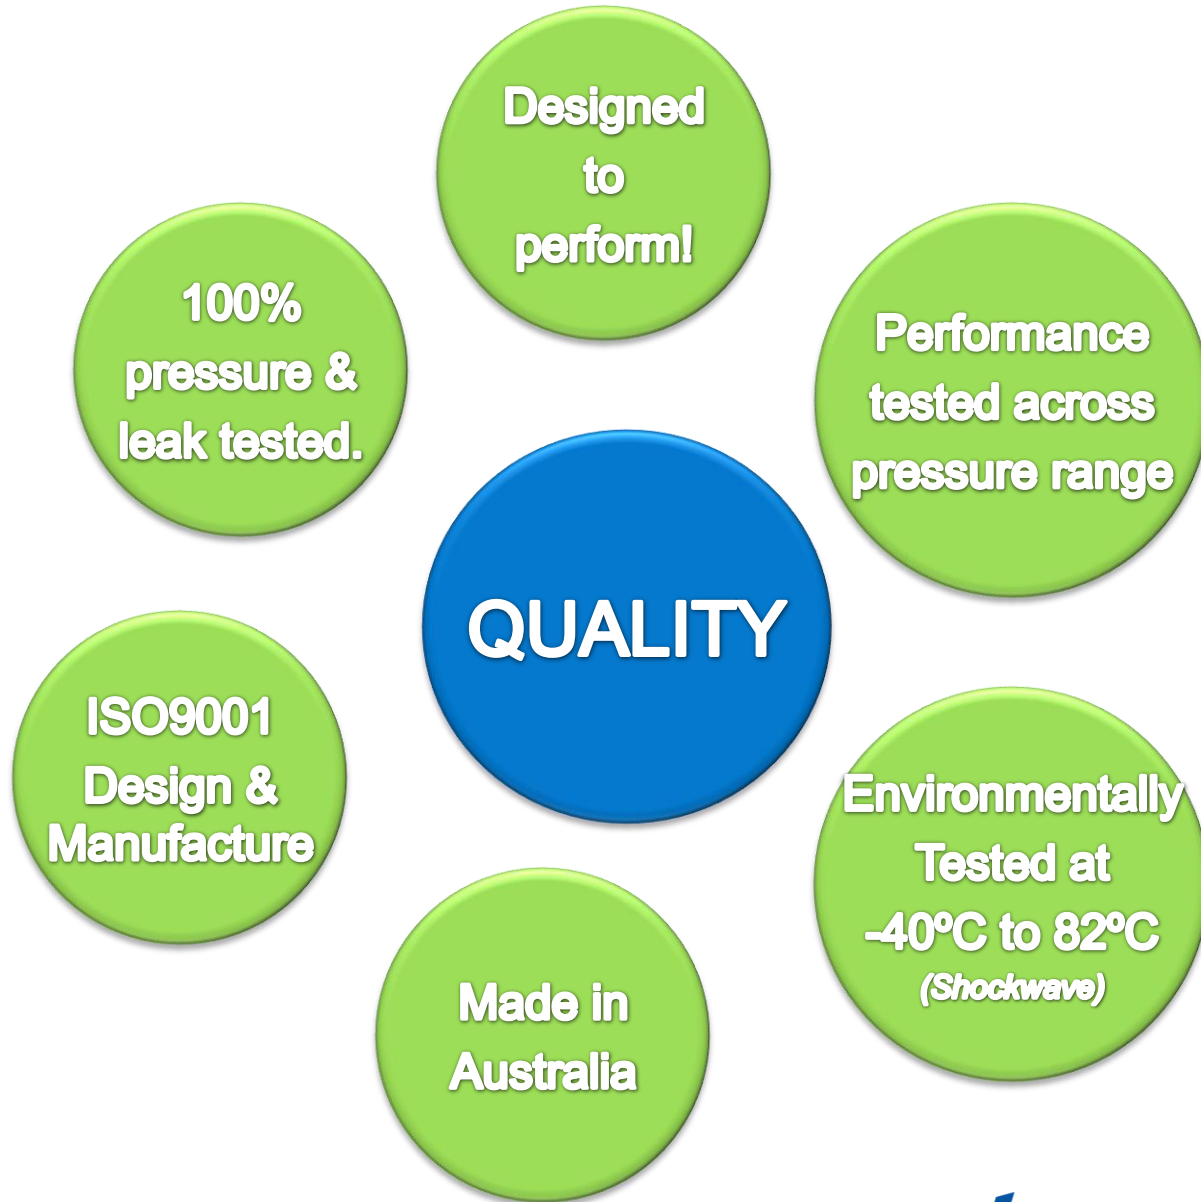 Designed
to
perform!
100%
pressure &
leak tested.
Performance
tested across
pressure range
QUALITY
ISO9001
Design &
Manufacture
Environmentally
Tested at
-40ºC to 82ºC
(Shockwave)
Made in
Australia